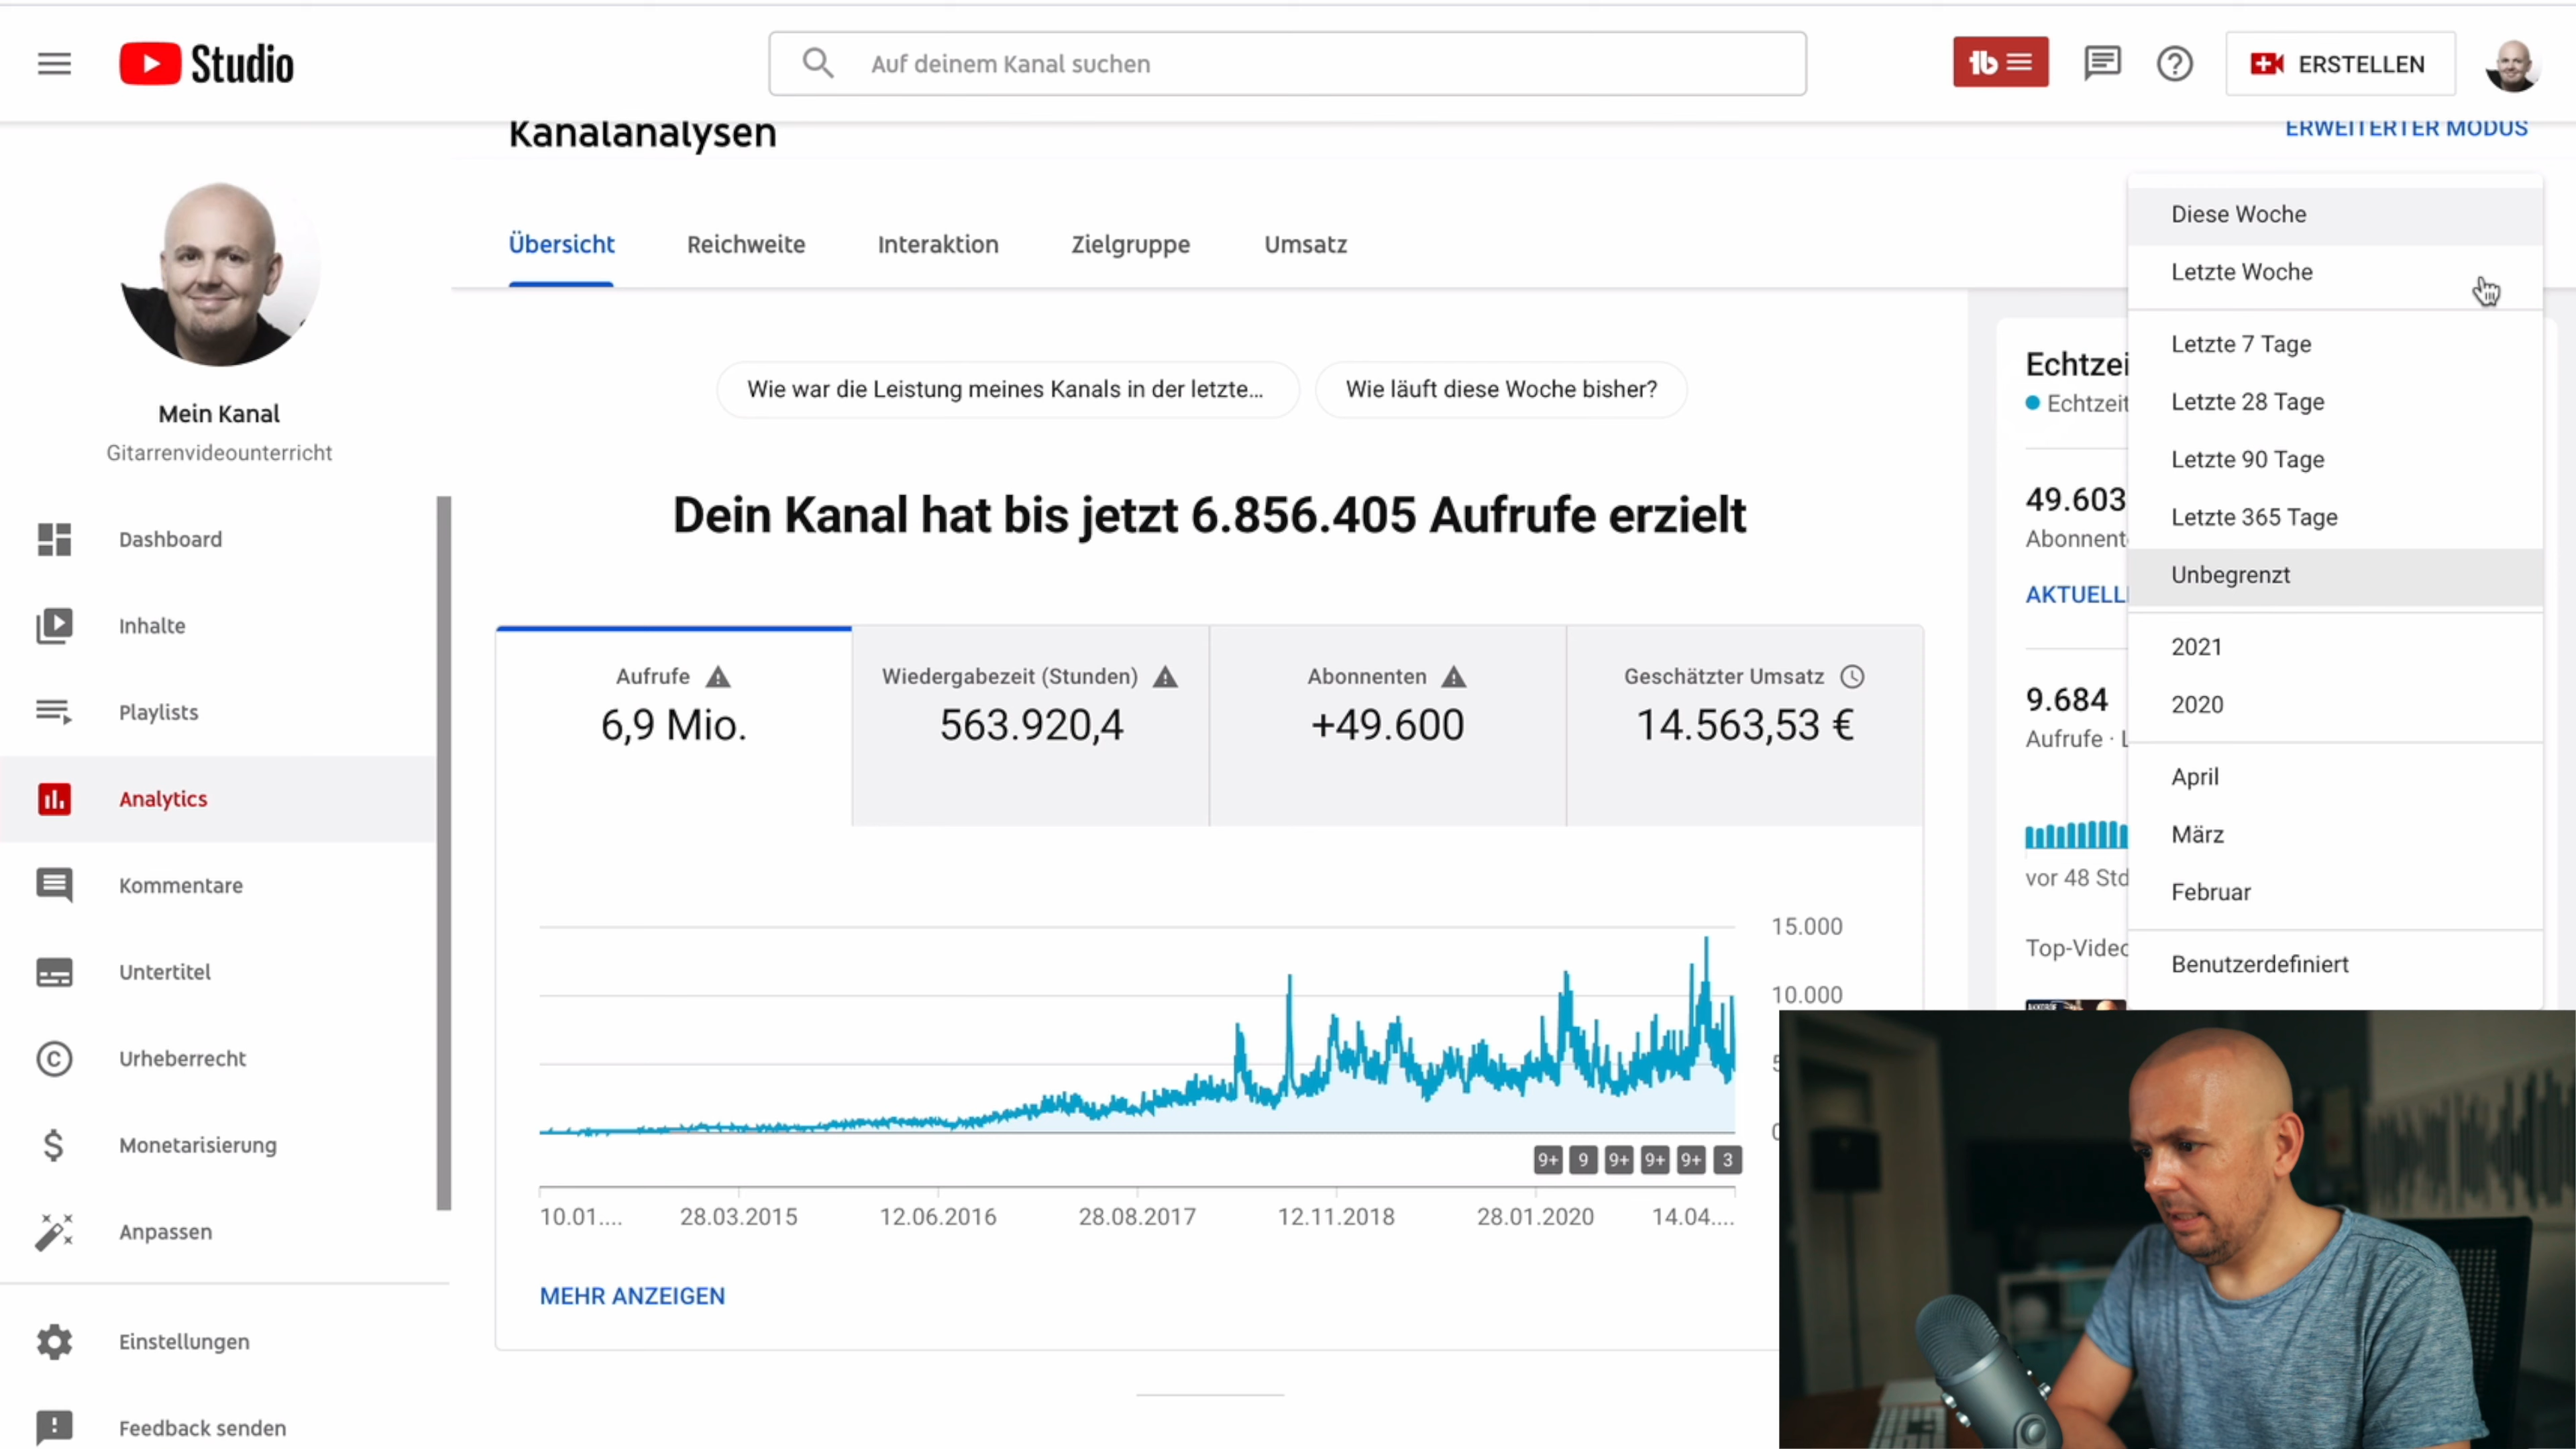 Studio
Auf deinem Kanal suchen
ERSTELLEN
Kanalanalysen
ERWEITERTER MODUS
Mein Kanal
Gitarrenvideounterricht
Dashboard
Inhalte
Playlists
Analytics
Kommentare
Untertitel
Urheberrecht
Monetarisierung
Anpassen
Einstellungen
Feedback senden
Übersicht
Reichweite
Interaktion
Zielgruppe
Umsatz
Wie war die Leistung meines Kanals in der letzte...
Wie läuft diese Woche bisher?
Dein Kanal hat bis jetzt 6.856.405 Aufrufe erzielt
Aufrufe
6,9 Mio.
Wiedergabezeit (Stunden)
563.920,4
Abonnenten
+49.600
Geschätzter Umsatz
14.563,53 €
15.000
10.000
9+ 9 9+ 9+ 9+ 3
10.01.... 28.03.2015 12.06.2016 28.08.2017 12.11.2018 28.01.2020 14.04....
MEHR ANZEIGEN
Echtzei
Echtzeit
49.603
Abonnent
AKTUELL
9.684
Aufrufe ·
vor 48 Std
Top-Videc
Diese Woche
Letzte Woche
Letzte 7 Tage
Letzte 28 Tage
Letzte 90 Tage
Letzte 365 Tage
Unbegrenzt
2021
2020
April
März
Februar
Benutzerdefiniert